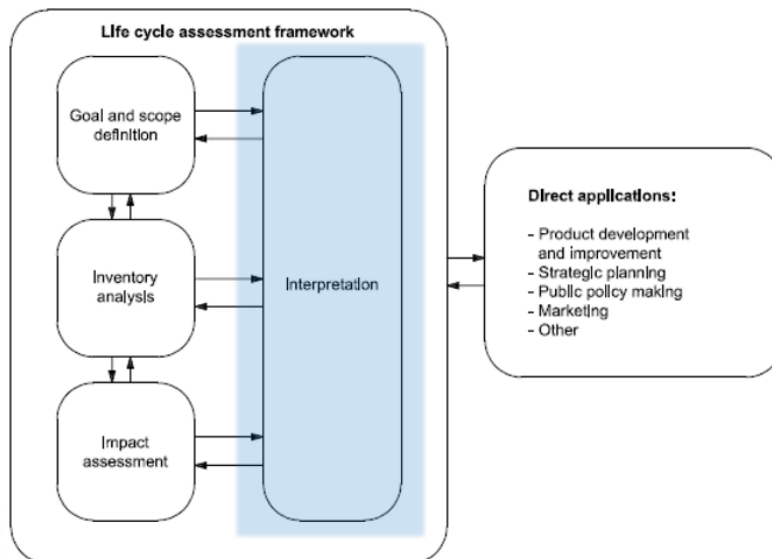 Life cycle assessment framework
Goal and scope
definition
Inventory
analysis
Impact
assessment
Interpretation
Direct applications:
- Product development
and improvement
- Strategic planning
- Public policy making
- Marketing
- Other